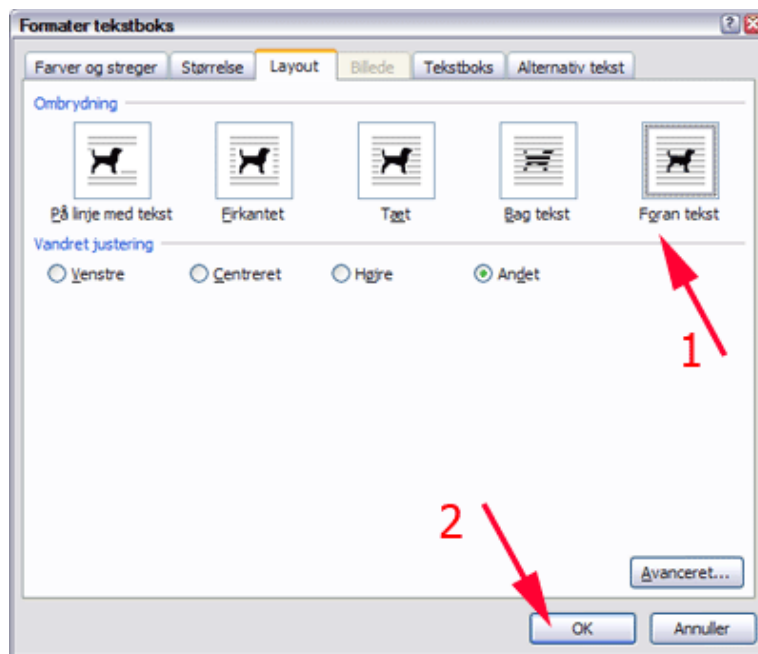 Formater tekstboks
Farver og streger Størrelse Layout Billede Tekstboks Alternativ tekst
Ombrydning
På linje med tekst Firkantet Tæt Bag tekst Foran tekst
Vandret justering
Venstre Centreret Højre Andet
1
2
Avanceret...
OK Annuller